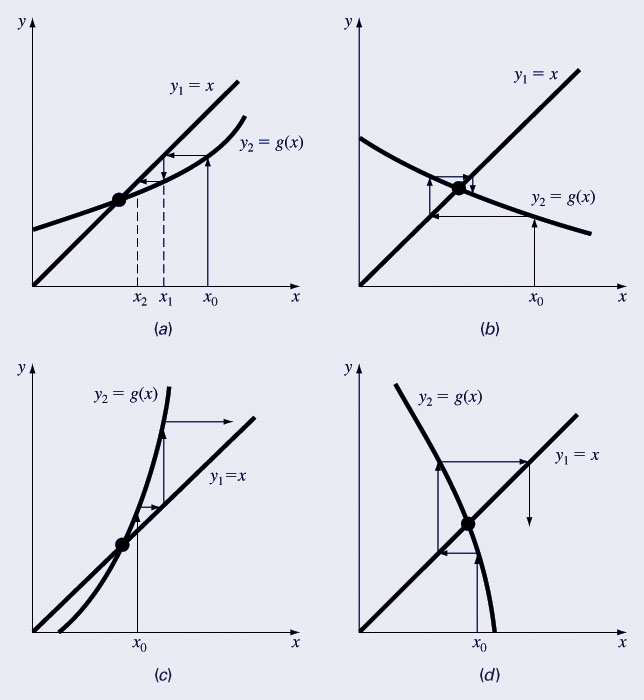 y
y₁ = x
y₂ = g(x)
x₂ x₁ x₀ x
(a)
y
y₁ = x
y₂ = g(x)
x₀ x
(b)
y
y₂ = g(x)
y₁=x
x₀ x
(c)
y
y₂ = g(x)
y₁ = x
x₀ x
(d)